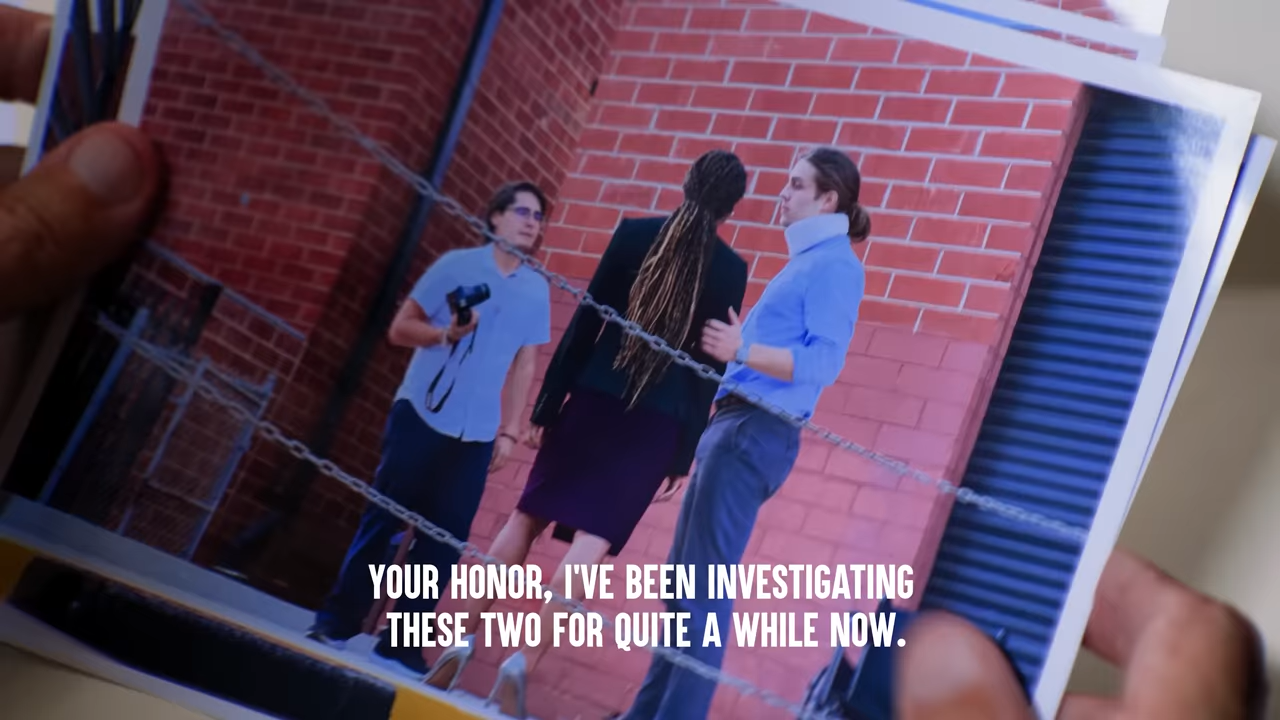 YOUR HONOR, I'VE BEEN INVESTIGATING
THESE TWO FOR QUITE A WHILE NOW.